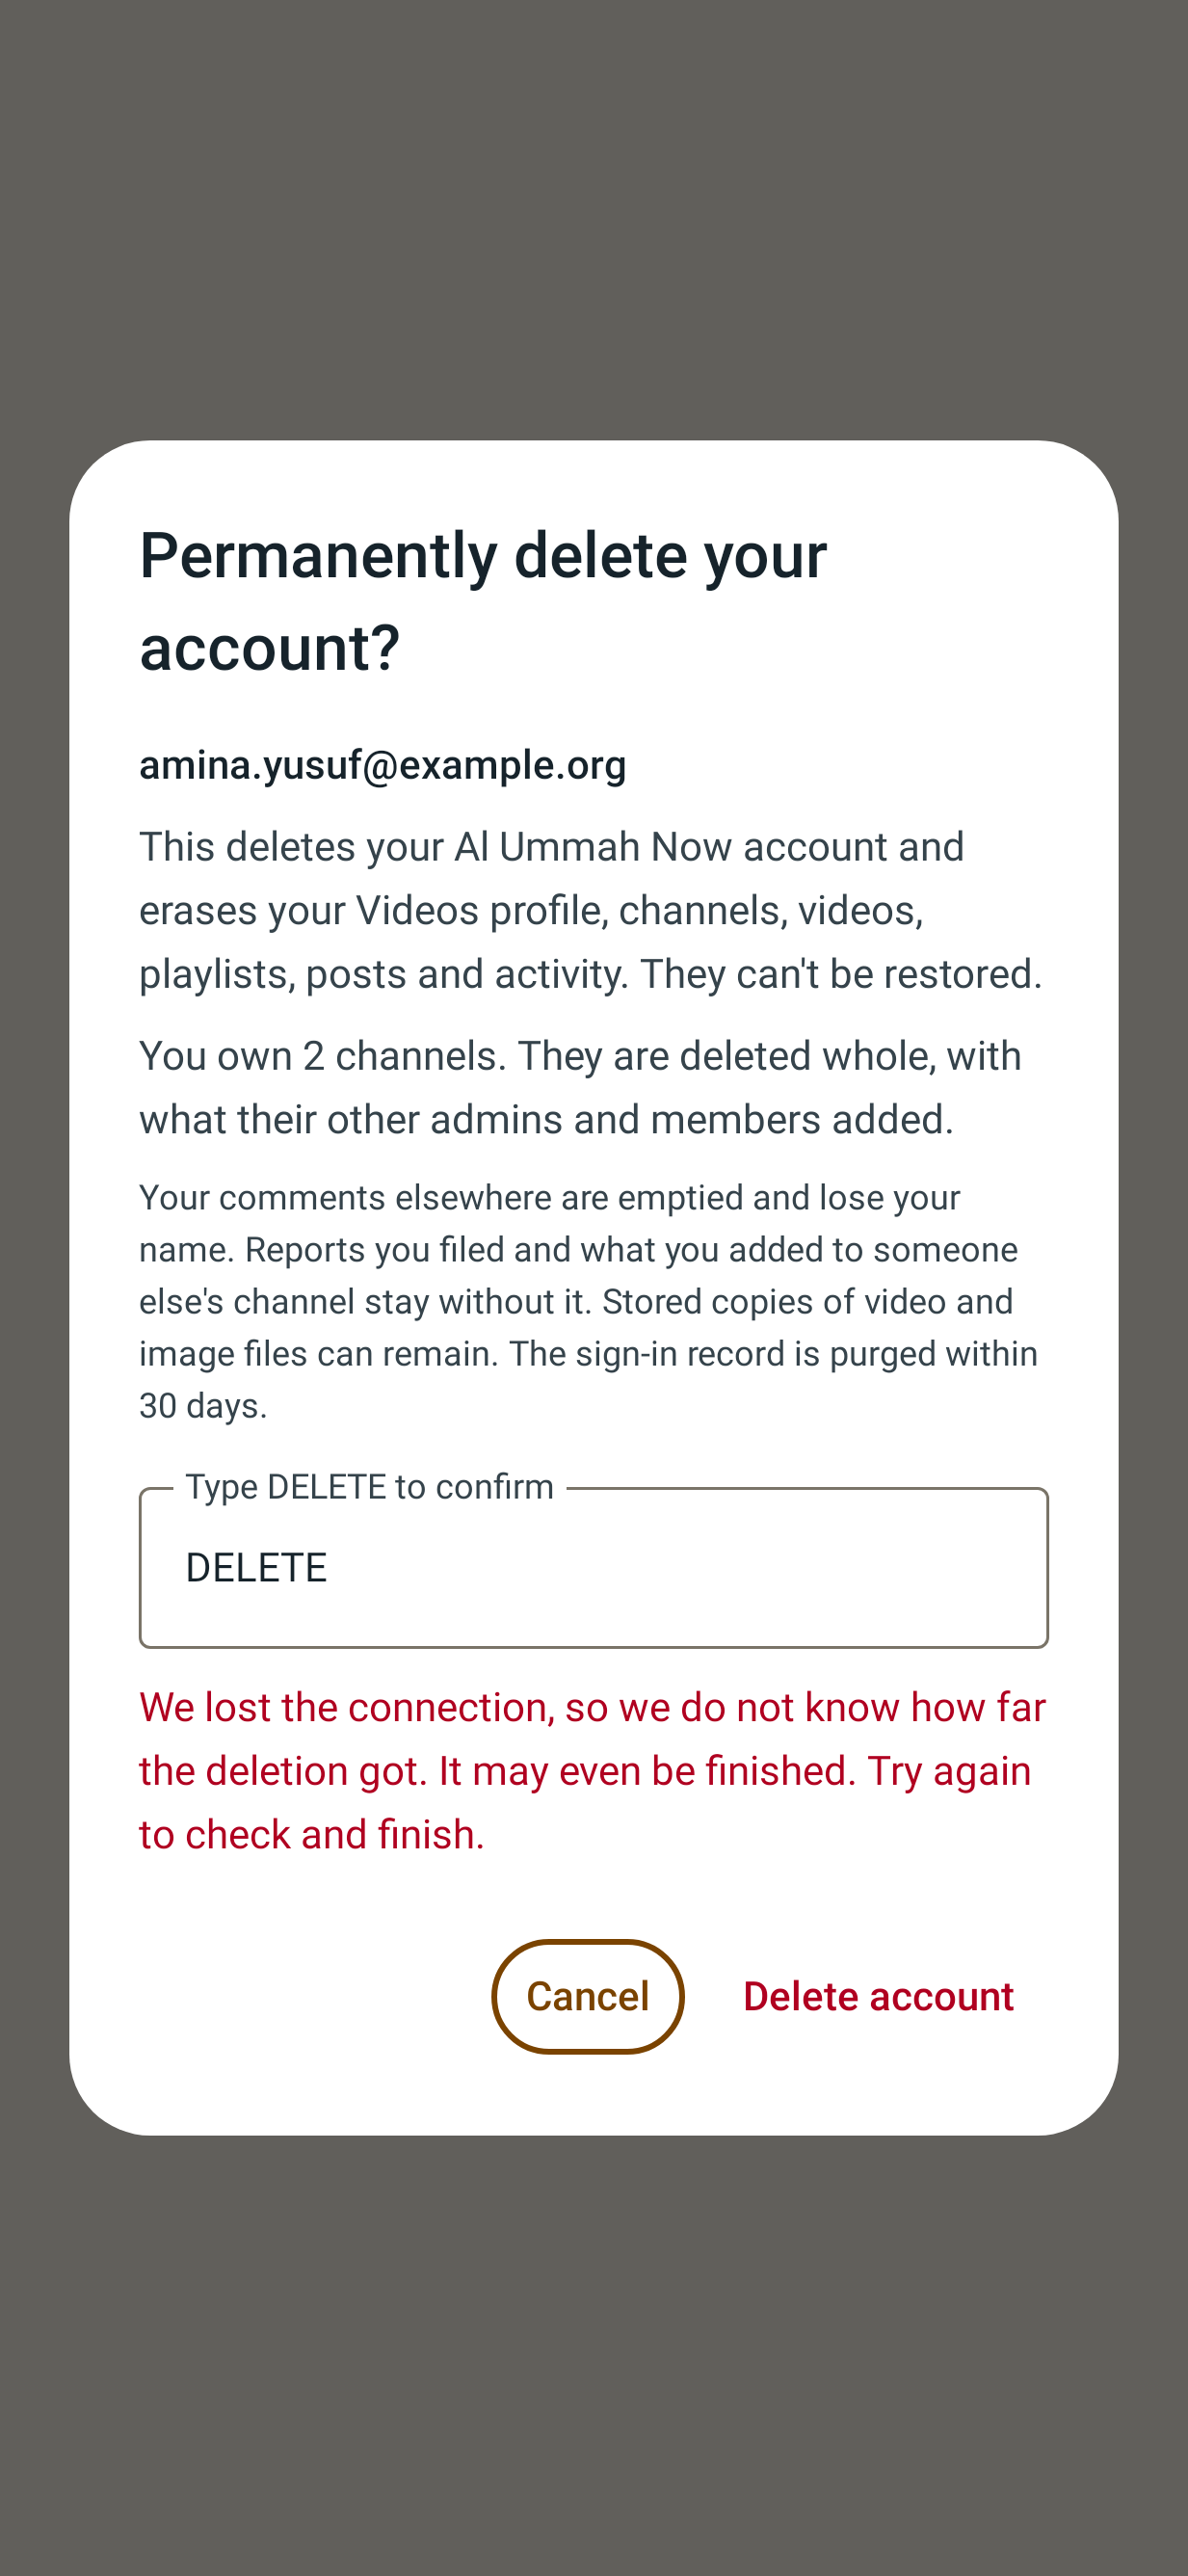 Permanently delete your
account?
amina.yusuf@example.org
This deletes your Al Ummah Now account and
erases your Videos profile, channels, videos,
playlists, posts and activity. They can't be restored.
You own 2 channels. They are deleted whole, with
what their other admins and members added.
Your comments elsewhere are emptied and lose your
name. Reports you filed and what you added to someone
else's channel stay without it. Stored copies of video and
image files can remain. The sign-in record is purged within
30 days.
Type DELETE to confirm
DELETE
We lost the connection, so we do not know how far
the deletion got. It may even be finished. Try again
to check and finish.
Cancel Delete account